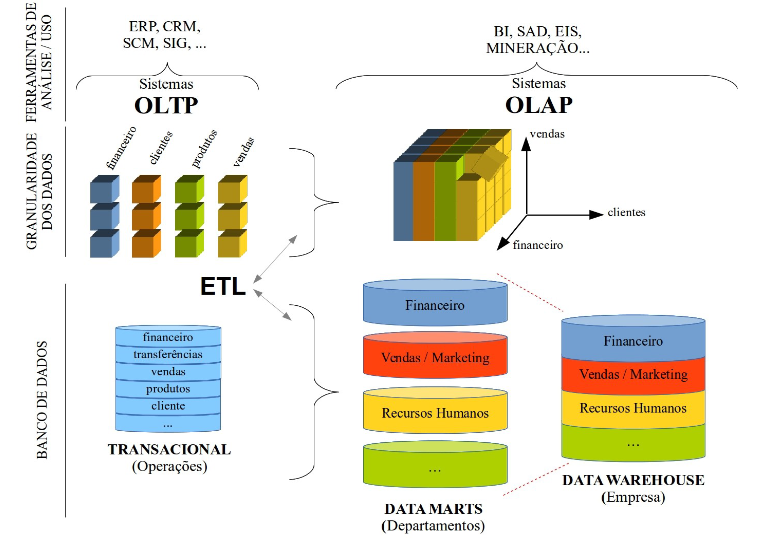 FERRAMENTAS DE
ANÁLISE / USO
ERP, CRM,
SCM, SIG, ...
Sistemas
OLTP
BI, SAD, EIS,
MINERAÇÃO...
Sistemas
OLAP
GRANULARIDADE
DOS DADOS
financeiro
clientes
produtos
vendas
vendas
clientes
financeiro
ETL
BANCO DE DADOS
financeiro
transferências
vendas
produtos
cliente
...
TRANSACIONAL
(Operações)
Financeiro
Vendas / Marketing
Recursos Humanos
...
DATA MARTS
(Departamentos)
Financeiro
Vendas / Marketing
Recursos Humanos
...
DATA WAREHOUSE
(Empresa)